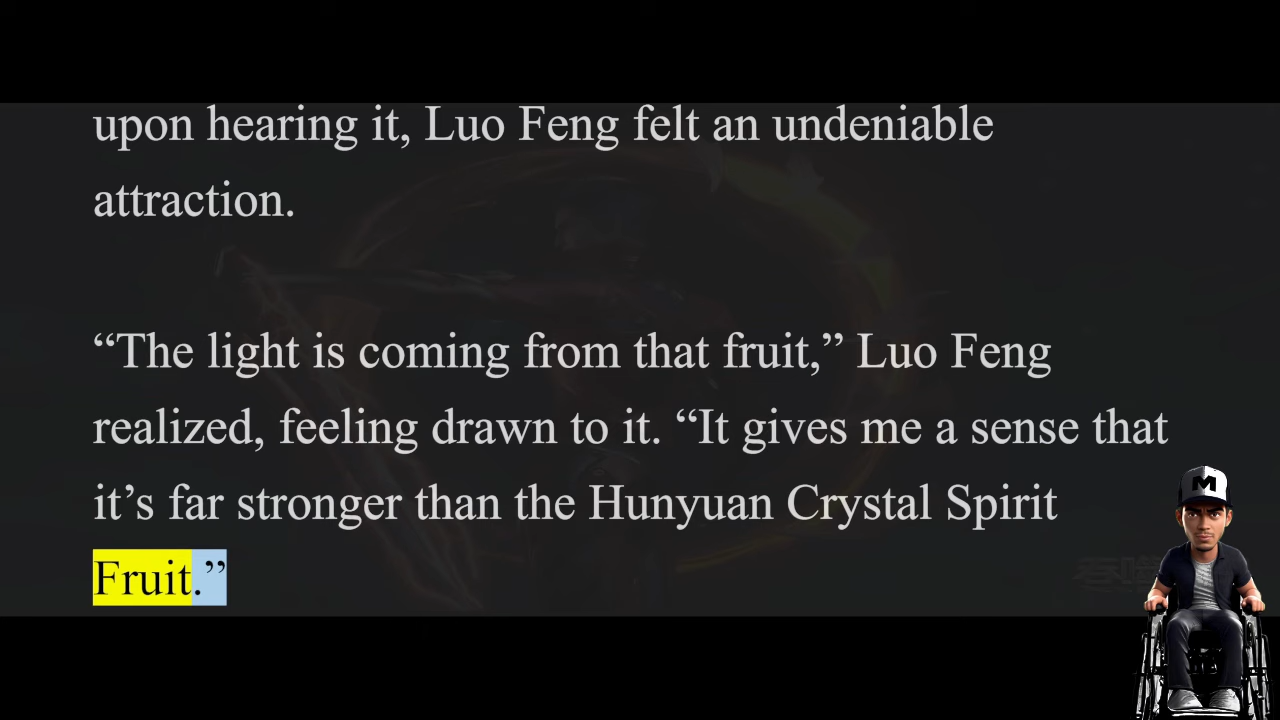 upon hearing it, Luo Feng felt an undeniable
attraction.
“The light is coming from that fruit,” Luo Feng
realized, feeling drawn to it. “It gives me a sense that
it’s far stronger than the Hunyuan Crystal Spirit
Fruit.”
M